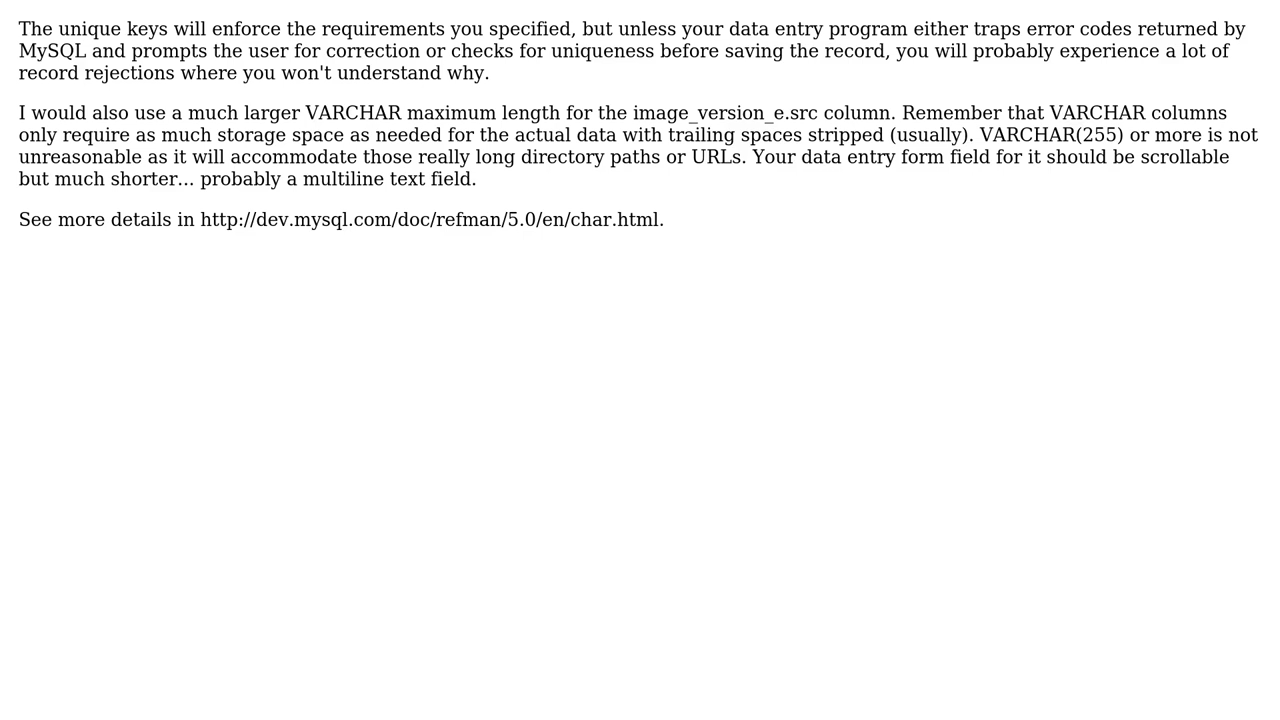 The unique keys will enforce the requirements you specified, but unless your data entry program either traps error codes returned by
MySQL and prompts the user for correction or checks for uniqueness before saving the record, you will probably experience a lot of
record rejections where you won't understand why.
I would also use a much larger VARCHAR maximum length for the image_version_e.src column. Remember that VARCHAR columns
only require as much storage space as needed for the actual data with trailing spaces stripped (usually). VARCHAR(255) or more is not
unreasonable as it will accommodate those really long directory paths or URLs. Your data entry form field for it should be scrollable
but much shorter... probably a multiline text field.
See more details in http://dev.mysql.com/doc/refman/5.0/en/char.html.